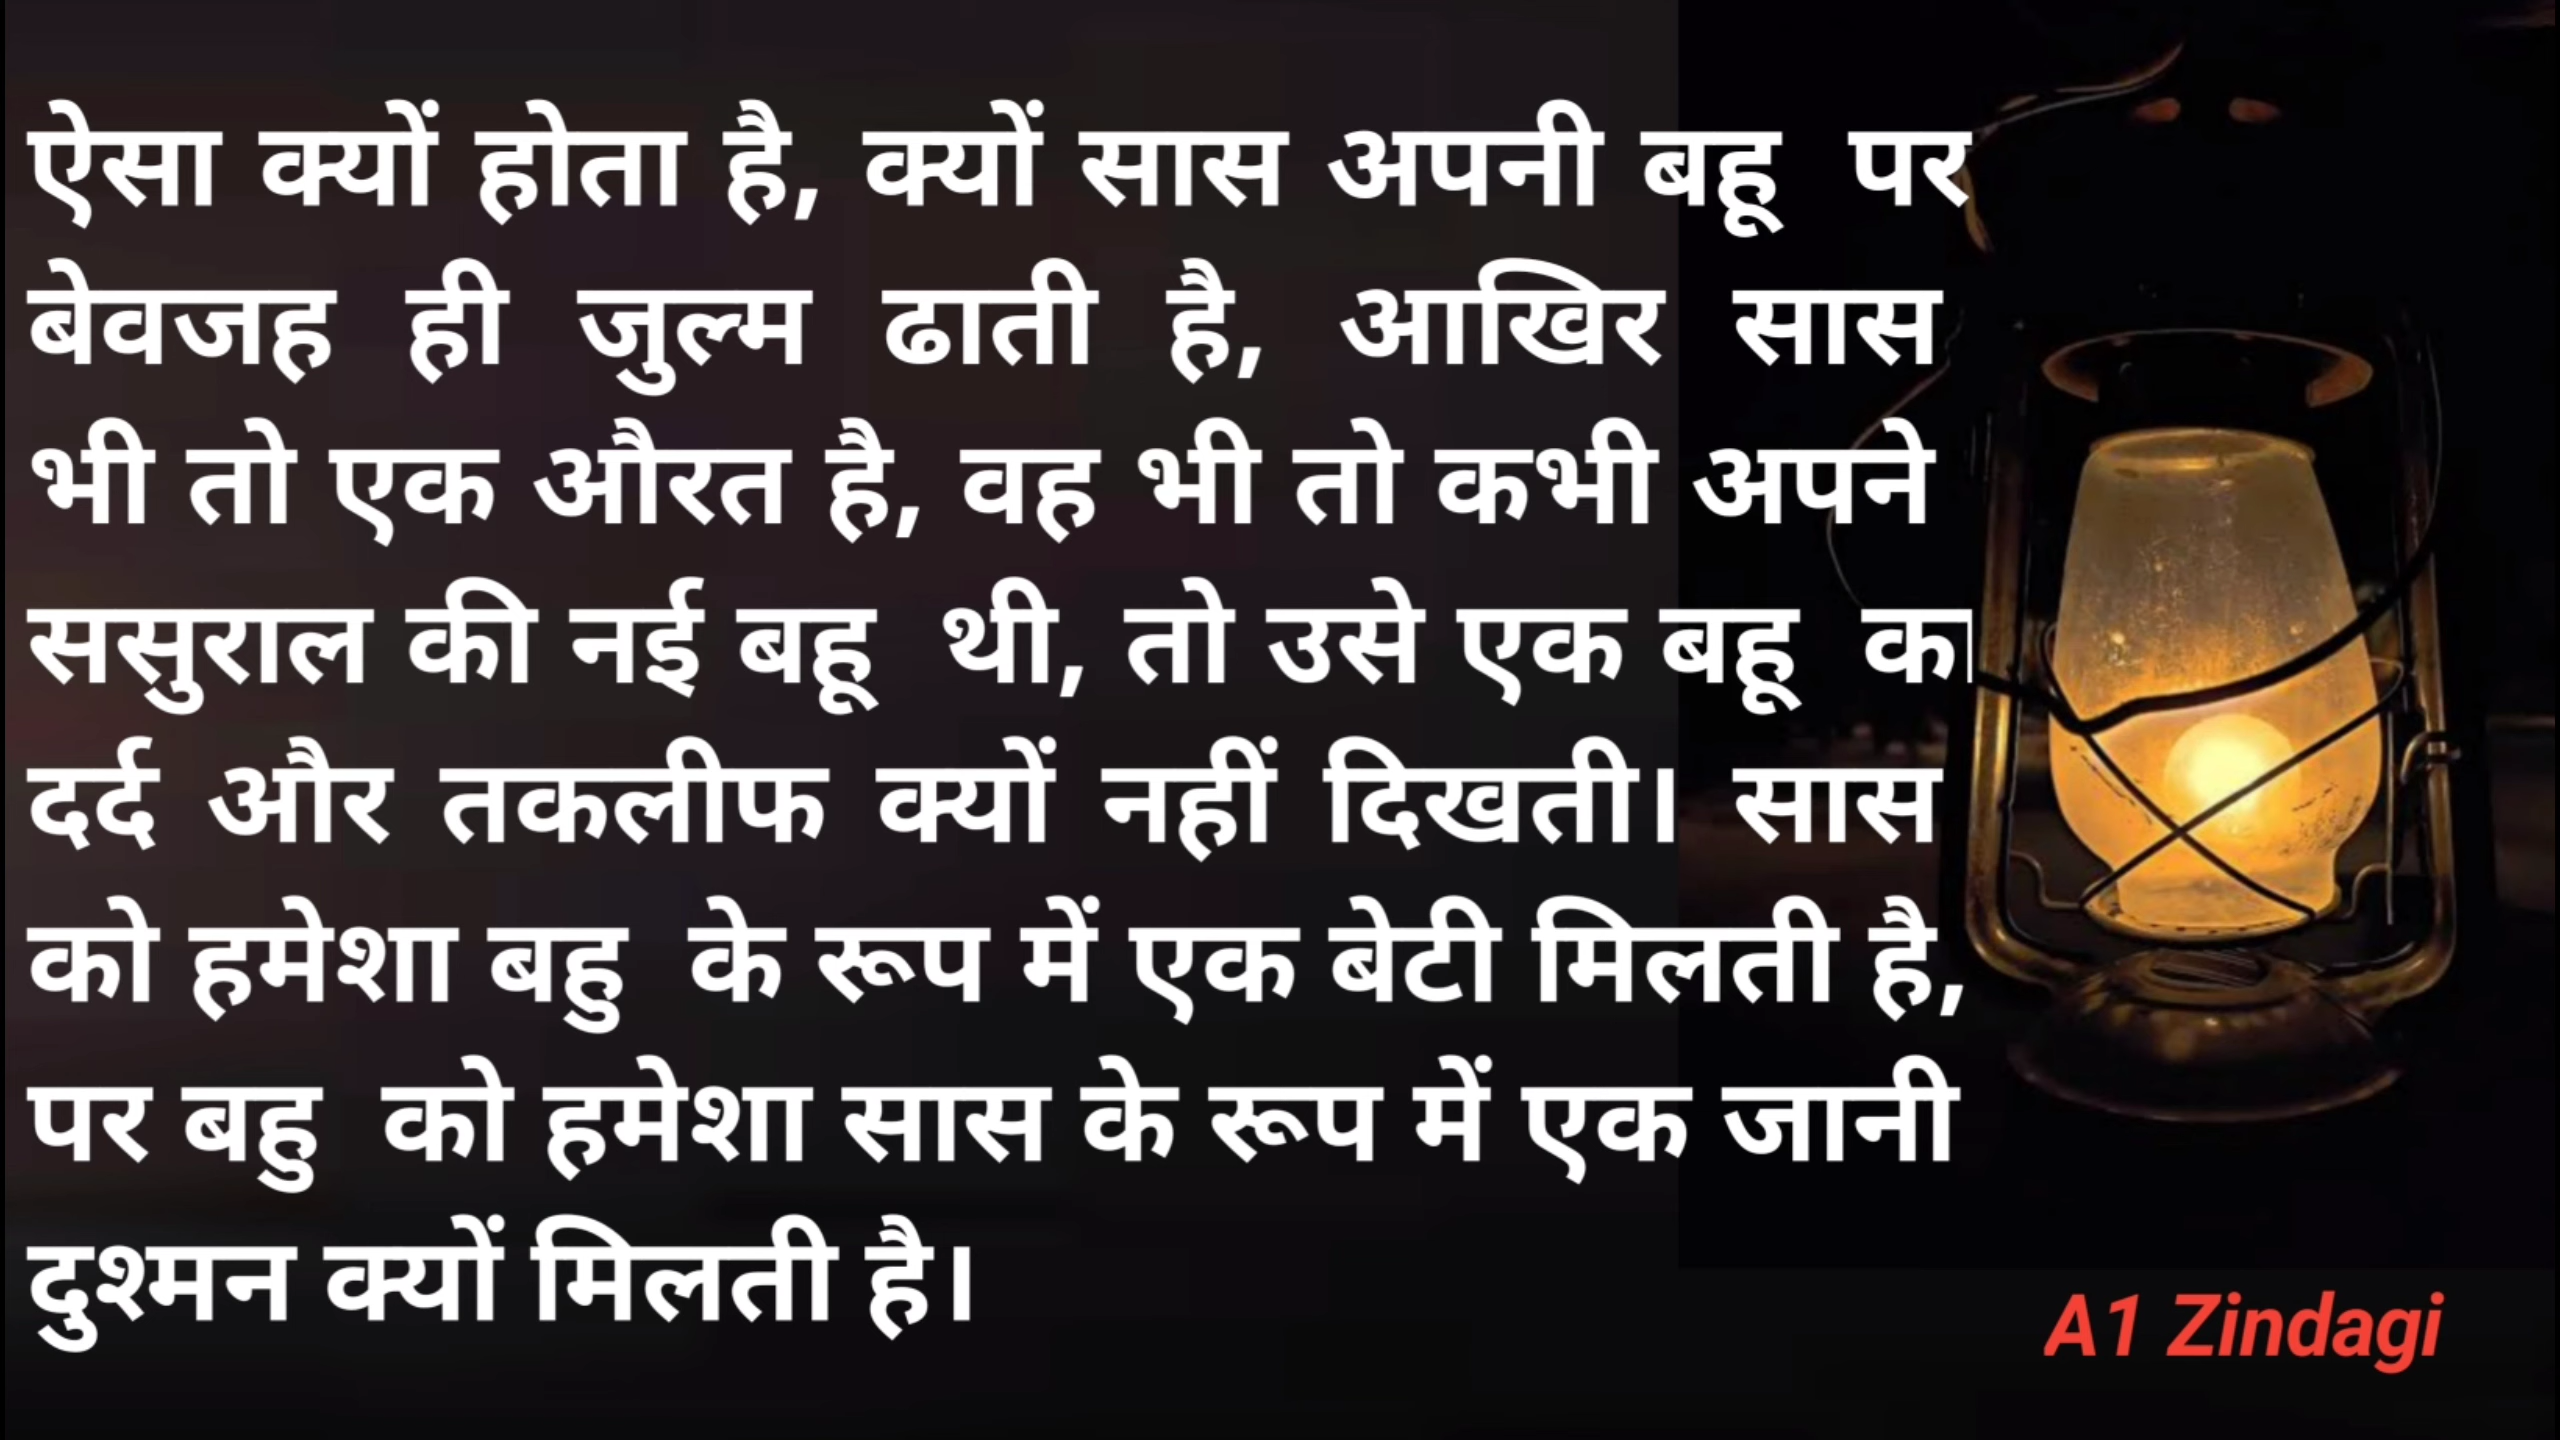 ऐसा क्यों होता है, क्यों सास अपनी बहू पर
बेवजह ही जुल्म ढाती है, आखिर सास
भी तो एक औरत है, वह भी तो कभी अपने
ससुराल की नई बहू थी, तो उसे एक बहू का
दर्द और तकलीफ क्यों नहीं दिखती। सास
को हमेशा बहु के रूप में एक बेटी मिलती है,
पर बहु को हमेशा सास के रूप में एक जानी
दुश्मन क्यों मिलती है।
A1 Zindagi